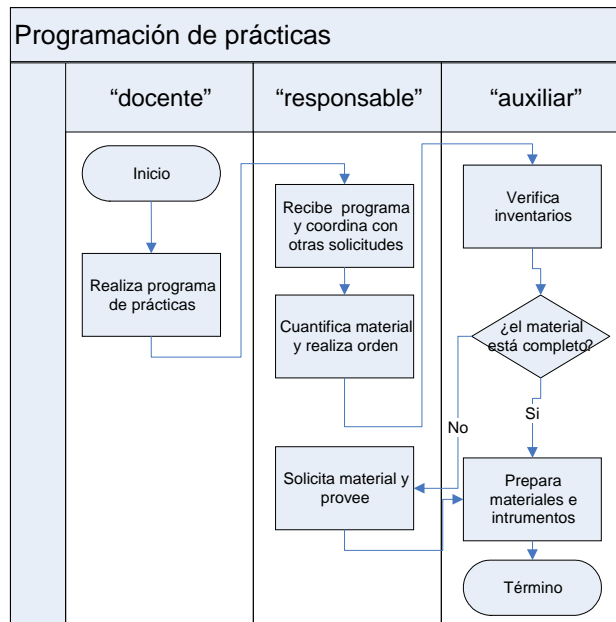 Programación de prácticas
“docente”
“responsable”
“auxiliar”
Inicio
Realiza programa
de prácticas
Recibe programa
y coordina con
otras solicitudes
Cuantifica material
y realiza orden
Verifica
inventarios
¿el material
está completo?
No
Si
Solicita material y
provee
Prepara
materiales e
intrumentos
Término